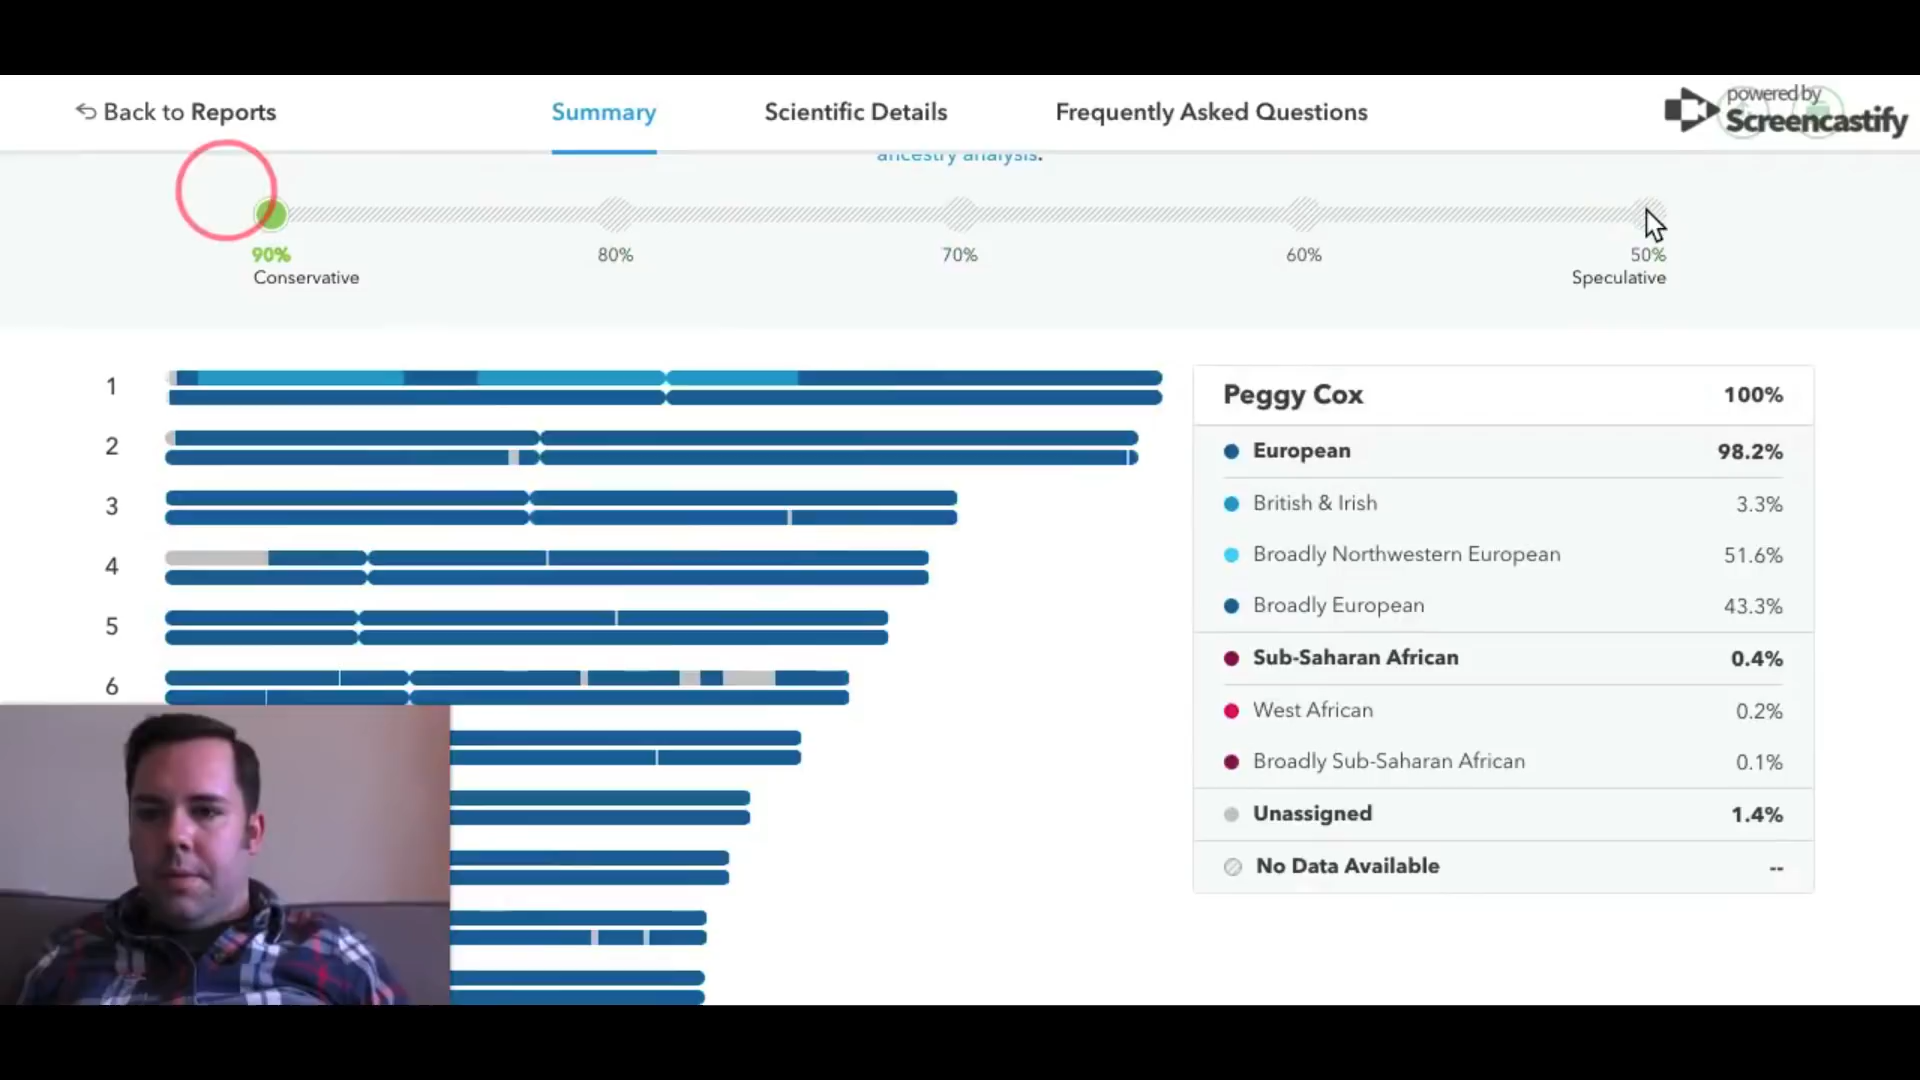 Back to Reports
Summary
Scientific Details
Frequently Asked Questions
powered by
Screencastify
ancestry analysis.
90%
80%
70%
60%
50%
Conservative
Speculative
1
2
3
4
5
6
Peggy Cox 100%
European 98.2%
British & Irish 3.3%
Broadly Northwestern European 51.6%
Broadly European 43.3%
Sub-Saharan African 0.4%
West African 0.2%
Broadly Sub-Saharan African 0.1%
Unassigned 1.4%
No Data Available --